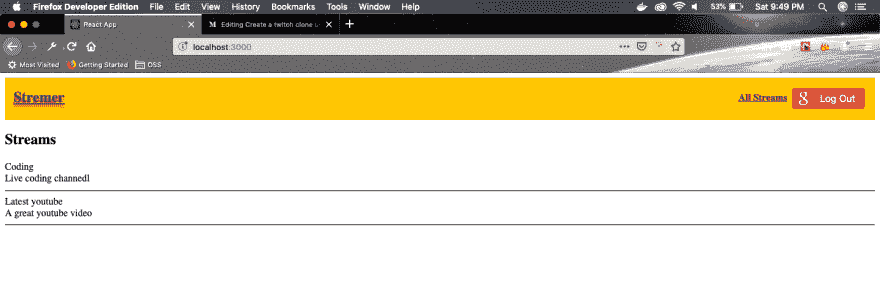 Firefox Developer Edition File Edit View History Bookmarks Tools Window Help 53% Sat 9:49 PM
React App Editing Create a twitch clone
localhost:3000
Most Visited Getting Started OSS
Stremer All Streams Log Out
Streams
Coding
Live coding channedl
Latest youtube
A great youtube video